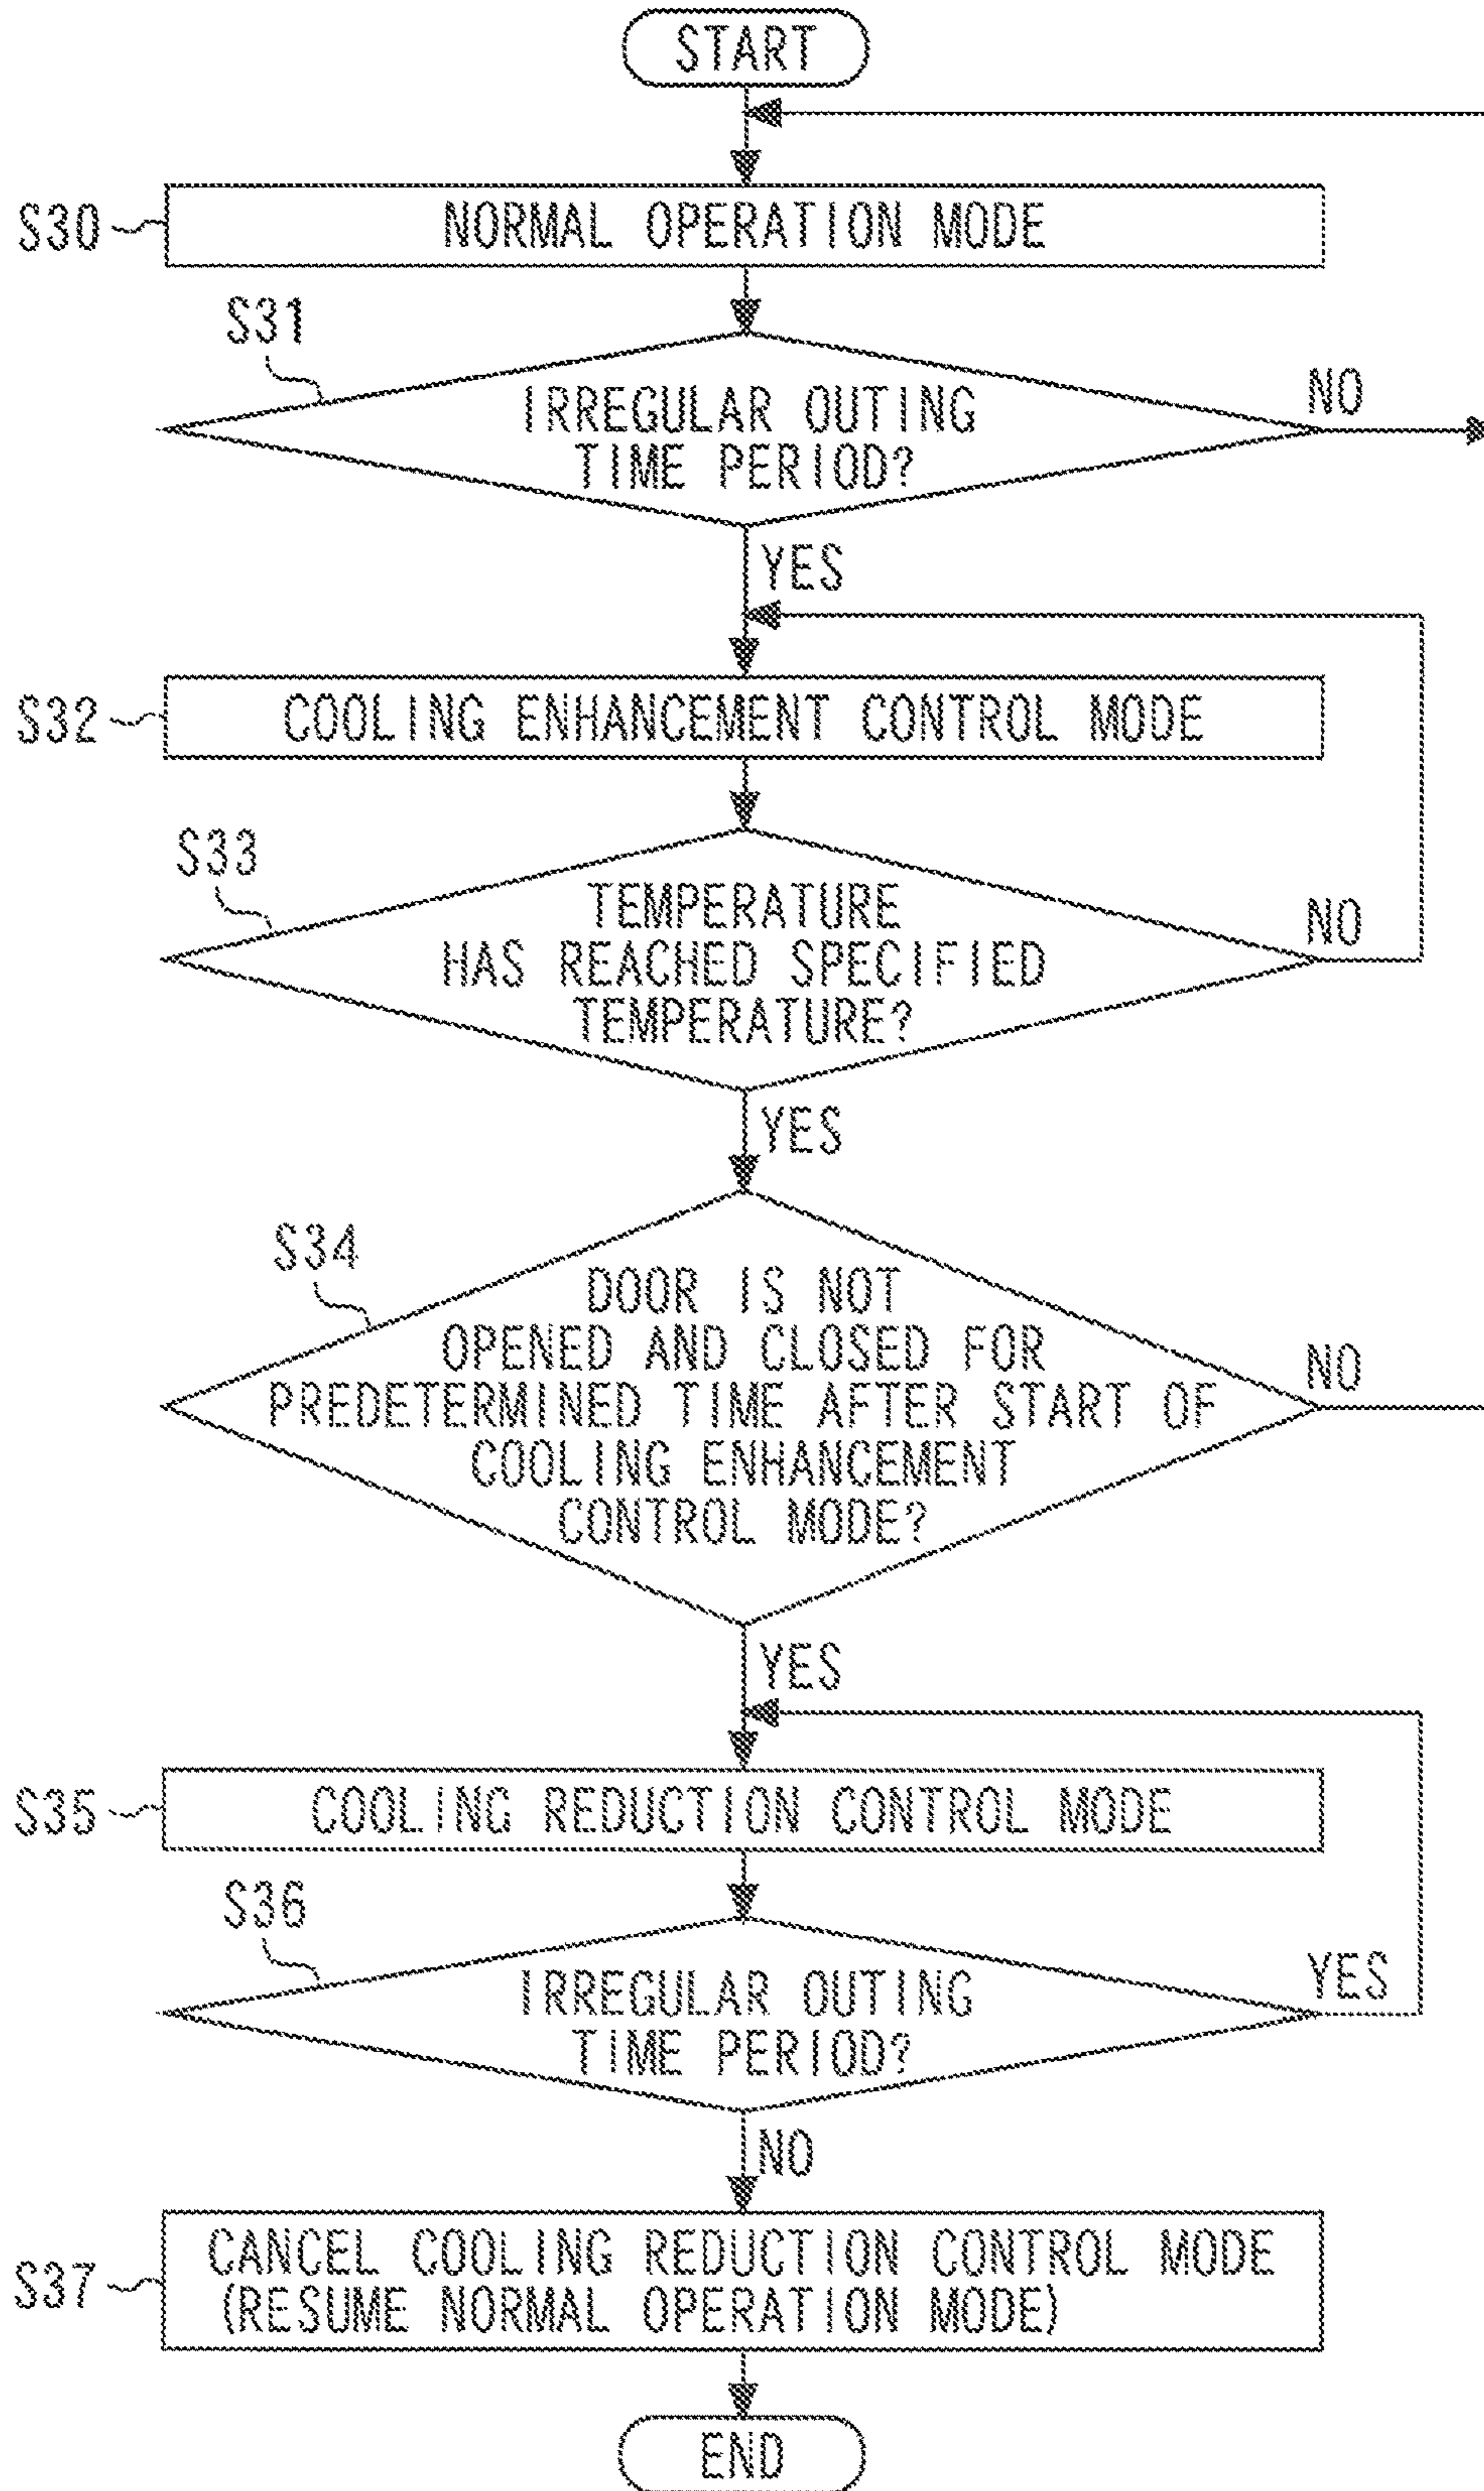 START
S30
NORMAL OPERATION MODE
S31
IRREGULAR OUTING
TIME PERIOD?
NO
YES
S32
COOLING ENHANCEMENT CONTROL MODE
S33
TEMPERATURE
HAS REACHED SPECIFIED
TEMPERATURE?
NO
YES
S34
DOOR IS NOT
OPENED AND CLOSED FOR
PREDETERMINED TIME AFTER START OF
COOLING ENHANCEMENT
CONTROL MODE?
NO
YES
S35
COOLING REDUCTION CONTROL MODE
S36
IRREGULAR OUTING
TIME PERIOD?
YES
NO
S37
CANCEL COOLING REDUCTION CONTROL MODE
(RESUME NORMAL OPERATION MODE)
END